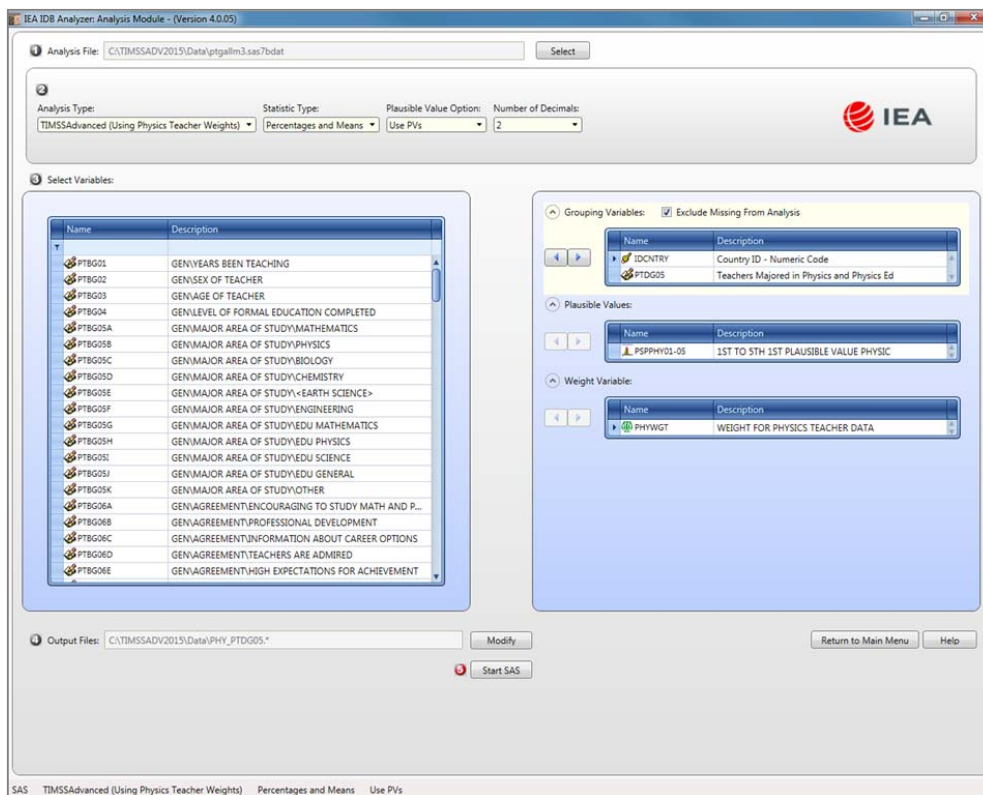 IEA IDB Analyzer: Analysis Module - (Version 4.0.05)
1 Analysis File: C:\TIMSSADV2015\Data\ptgallm3.sas7bdat Select
2
Analysis Type: Statistic Type: Plausible Value Option: Number of Decimals:
TIMSSAdvanced (Using Physics Teacher Weights) Percentages and Means Use PVs 2
IEA
3 Select Variables:
Name Description
PTBG01 GEN\YEARS BEEN TEACHING
PTBG02 GEN\SEX OF TEACHER
PTBG03 GEN\AGE OF TEACHER
PTBG04 GEN\LEVEL OF FORMAL EDUCATION COMPLETED
PTBG05A GEN\MAJOR AREA OF STUDY\MATHEMATICS
PTBG05B GEN\MAJOR AREA OF STUDY\PHYSICS
PTBG05C GEN\MAJOR AREA OF STUDY\BIOLOGY
PTBG05D GEN\MAJOR AREA OF STUDY\CHEMISTRY
PTBG05E GEN\MAJOR AREA OF STUDY\<EARTH SCIENCE>
PTBG05F GEN\MAJOR AREA OF STUDY\ENGINEERING
PTBG05G GEN\MAJOR AREA OF STUDY\EDU MATHEMATICS
PTBG05H GEN\MAJOR AREA OF STUDY\EDU PHYSICS
PTBG05I GEN\MAJOR AREA OF STUDY\EDU SCIENCE
PTBG05J GEN\MAJOR AREA OF STUDY\EDU GENERAL
PTBG05K GEN\MAJOR AREA OF STUDY\OTHER
PTBG06A GEN\AGREEMENT\ENCOURAGING TO STUDY MATH AND P...
PTBG06B GEN\AGREEMENT\PROFESSIONAL DEVELOPMENT
PTBG06C GEN\AGREEMENT\INFORMATION ABOUT CAREER OPTIONS
PTBG06D GEN\AGREEMENT\TEACHERS ARE ADMIRED
PTBG06E GEN\AGREEMENT\HIGH EXPECTATIONS FOR ACHIEVEMENT
Grouping Variables: Exclude Missing From Analysis
Name Description
IDCNTRY Country ID - Numeric Code
PTDG05 Teachers Majored in Physics and Physics Ed
Plausible Values:
Name Description
PSPPHY01-05 1ST TO 5TH 1ST PLAUSIBLE VALUE PHYSIC
Weight Variable:
Name Description
PHYWGT WEIGHT FOR PHYSICS TEACHER DATA
4 Output Files: C:\TIMSSADV2015\Data\PHY_PTDG05.* Modify Return to Main Menu Help
5 Start SAS
SAS TIMSSAdvanced (Using Physics Teacher Weights) Percentages and Means Use PVs